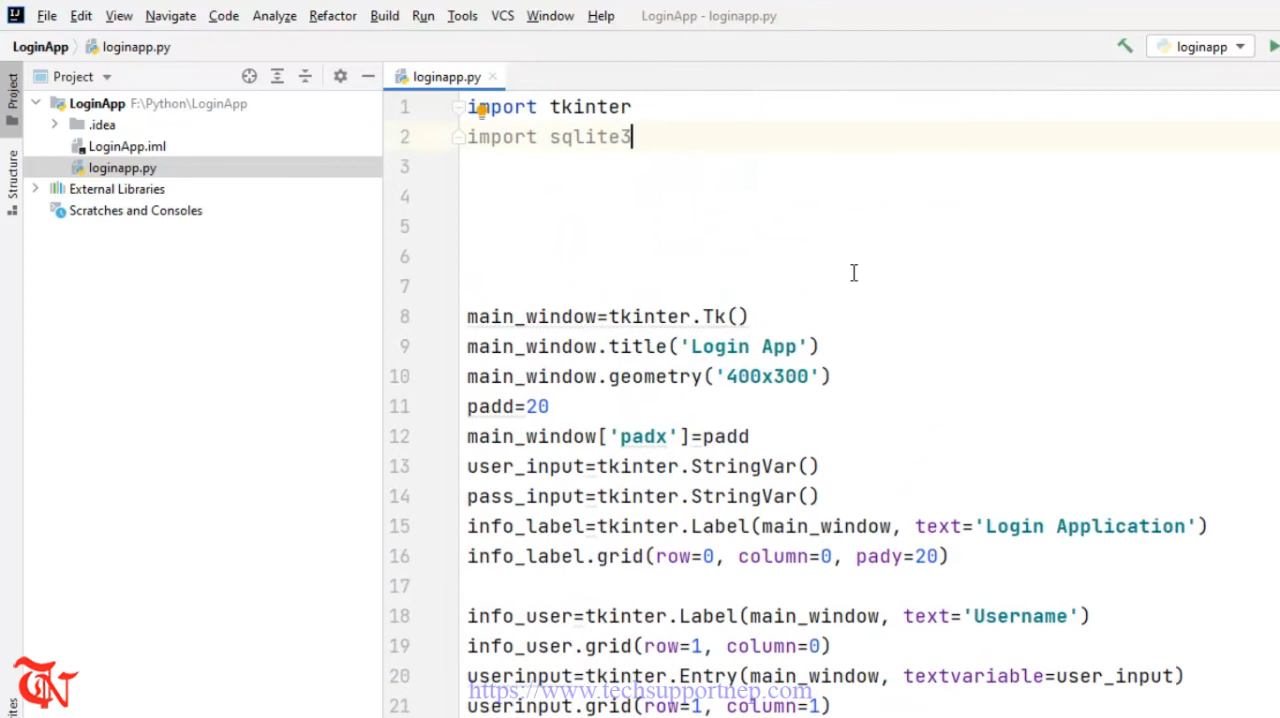 File Edit View Navigate Code Analyze Refactor Build Run Tools VCS Window Help LoginApp - loginapp.py
LoginApp loginapp.py loginapp
Project
Structure
Project
LoginApp F:\Python\LoginApp
.idea
LoginApp.iml
loginapp.py
External Libraries
Scratches and Consoles
loginapp.py
1 import tkinter
2 import sqlite3
3
4
5
6
7
8 main_window=tkinter.Tk()
9 main_window.title('Login App')
10 main_window.geometry('400x300')
11 padd=20
12 main_window['padx']=padd
13 user_input=tkinter.StringVar()
14 pass_input=tkinter.StringVar()
15 info_label=tkinter.Label(main_window, text='Login Application')
16 info_label.grid(row=0, column=0, pady=20)
17
18 info_user=tkinter.Label(main_window, text='Username')
19 info_user.grid(row=1, column=0)
20 userinput=tkinter.Entry(main_window, textvariable=user_input)
21 userinput.grid(row=1, column=1)
https://www.techsupportnep.com
TN